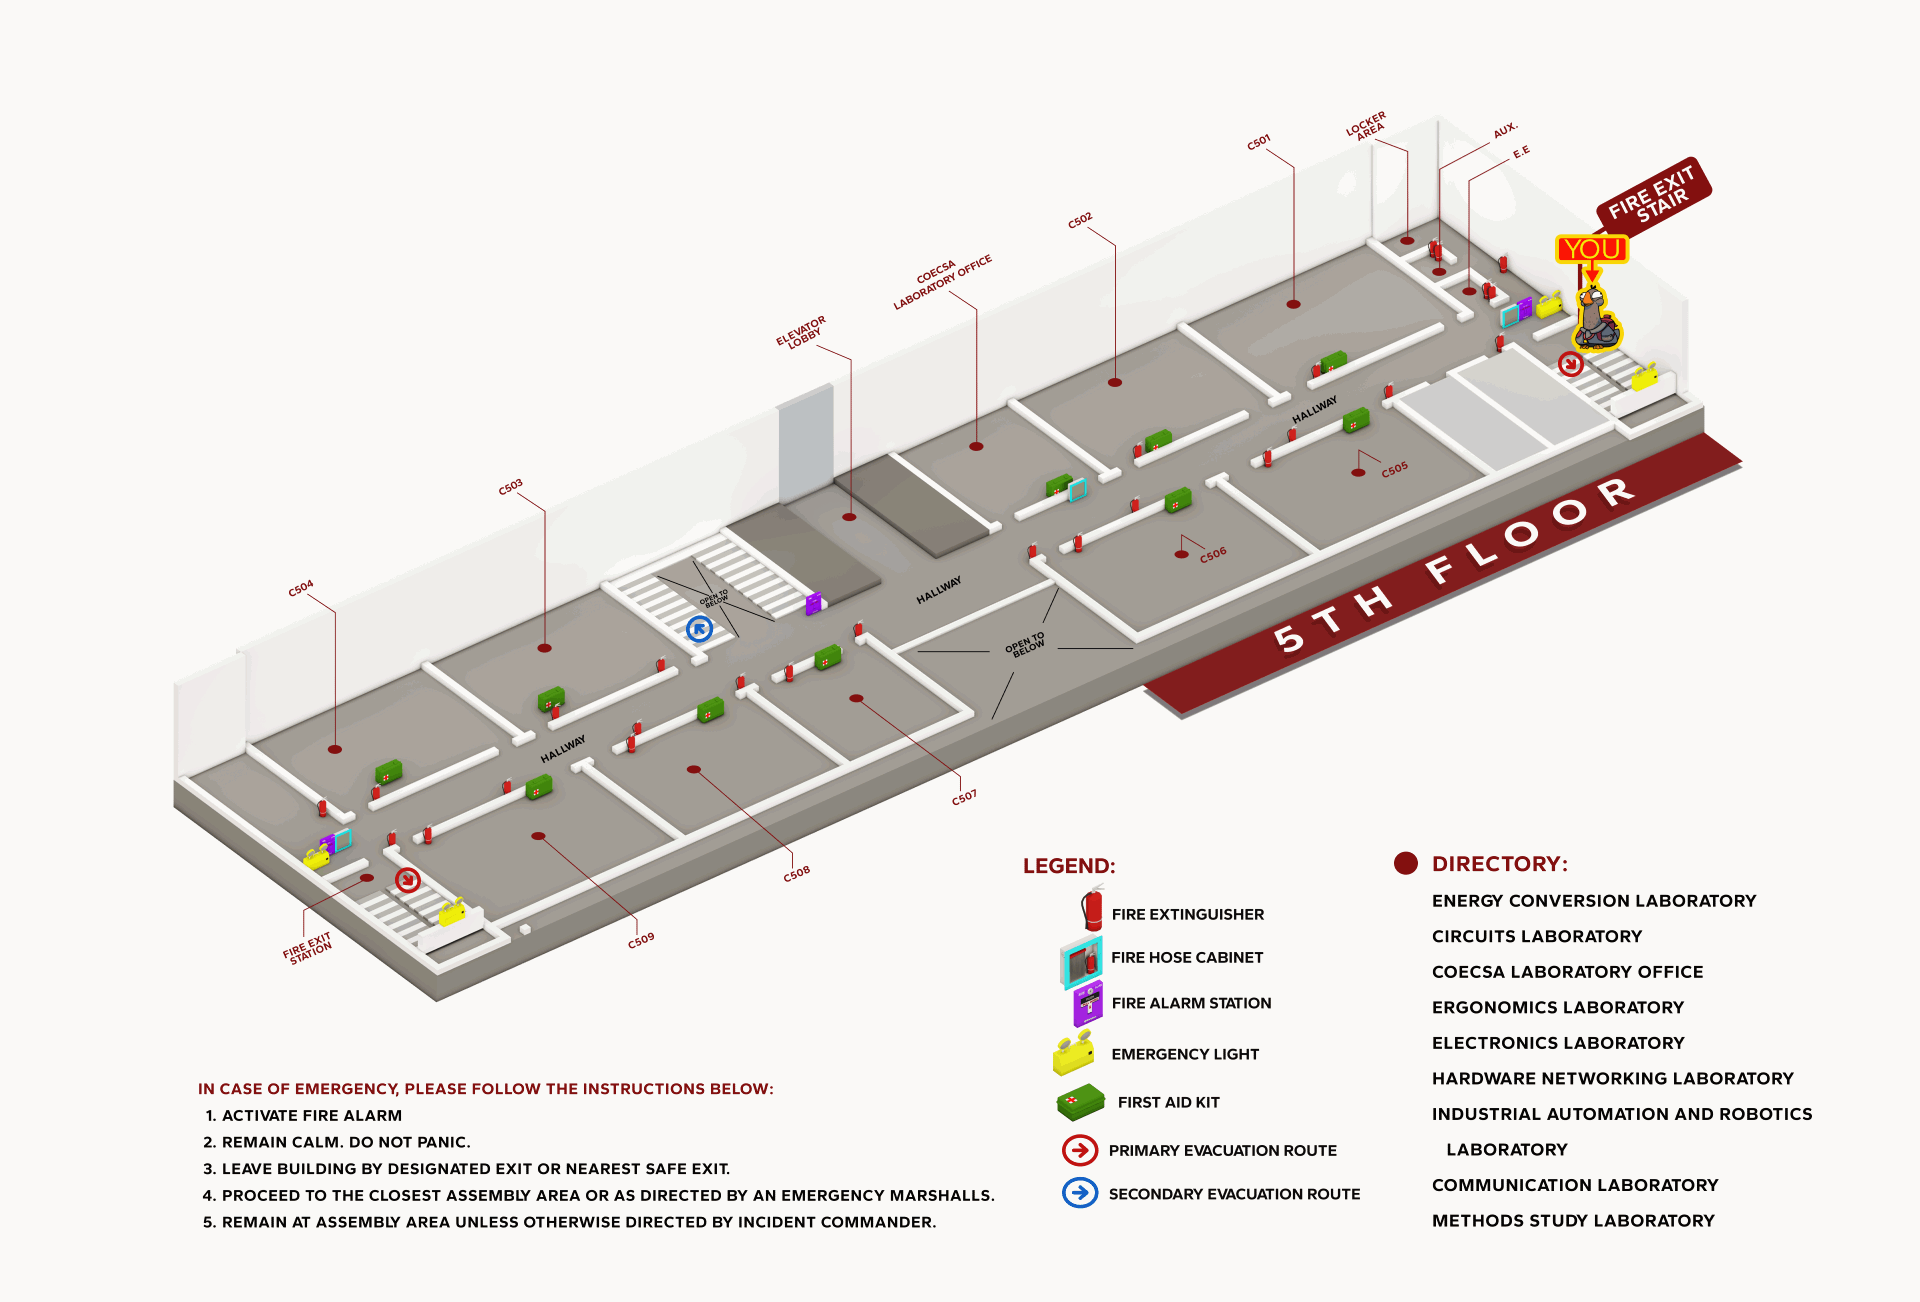 LOCKER
AREA
AUX.
E.E
C501
FIRE EXIT
STAIR
YOU
C502
COECSA
LABORATORY OFFICE
ELEVATOR
LOBBY
C503
C504
HALLWAY
C505
C506
5TH FLOOR
HALLWAY
OPEN TO
BELOW
OPEN TO
BELOW
HALLWAY
C507
C508
C509
FIRE EXIT
STATION
LEGEND:
FIRE EXTINGUISHER
FIRE HOSE CABINET
FIRE ALARM STATION
EMERGENCY LIGHT
FIRST AID KIT
PRIMARY EVACUATION ROUTE
SECONDARY EVACUATION ROUTE
DIRECTORY:
ENERGY CONVERSION LABORATORY
CIRCUITS LABORATORY
COECSA LABORATORY OFFICE
ERGONOMICS LABORATORY
ELECTRONICS LABORATORY
HARDWARE NETWORKING LABORATORY
INDUSTRIAL AUTOMATION AND ROBOTICS
LABORATORY
COMMUNICATION LABORATORY
METHODS STUDY LABORATORY
IN CASE OF EMERGENCY, PLEASE FOLLOW THE INSTRUCTIONS BELOW:
1. ACTIVATE FIRE ALARM
2. REMAIN CALM. DO NOT PANIC.
3. LEAVE BUILDING BY DESIGNATED EXIT OR NEAREST SAFE EXIT.
4. PROCEED TO THE CLOSEST ASSEMBLY AREA OR AS DIRECTED BY AN EMERGENCY MARSHALLS.
5. REMAIN AT ASSEMBLY AREA UNLESS OTHERWISE DIRECTED BY INCIDENT COMMANDER.